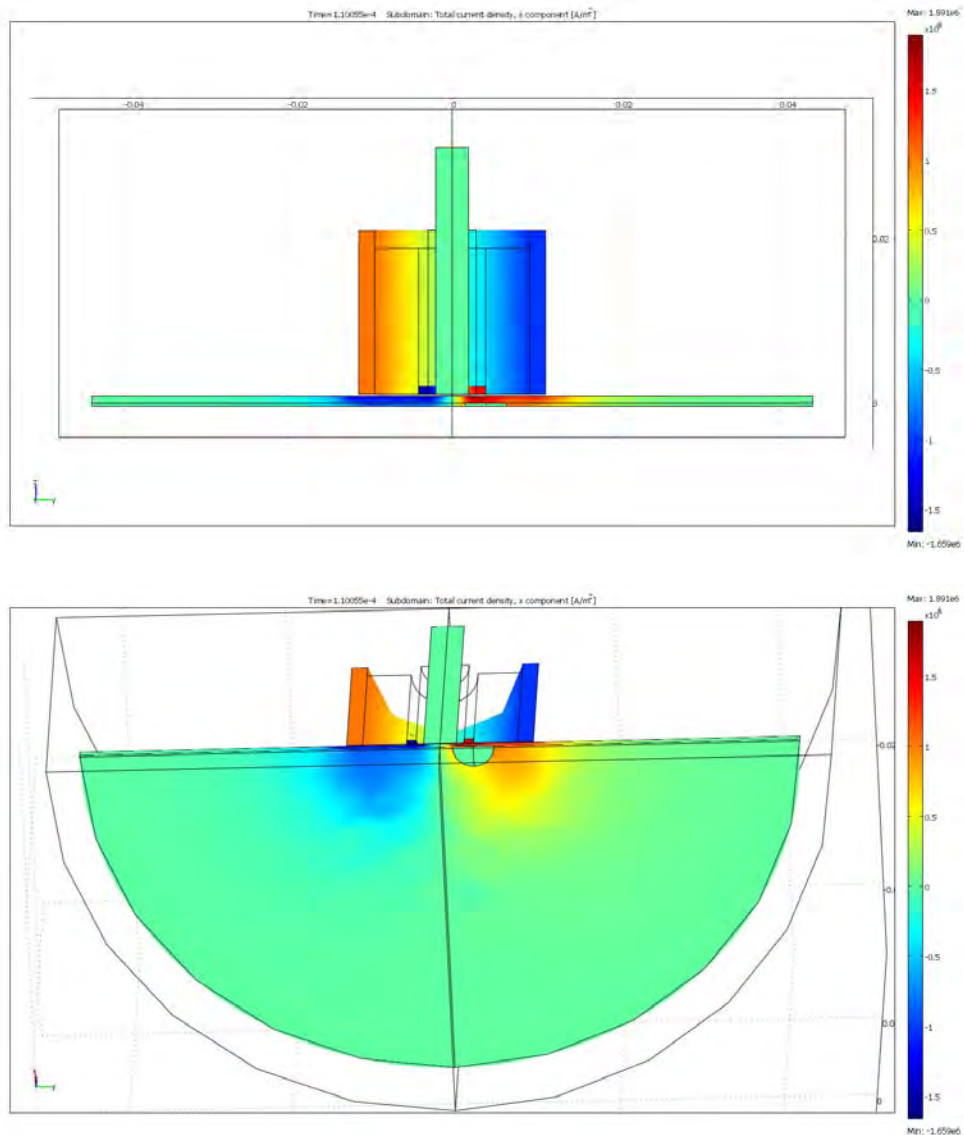 Time=1.10055e-4 Subdomain: Total current density, x component [A/m²]
Max: 1.891e6
x10⁶
-0.04 -0.02 0 0.02 0.04
1.5
1
0.02
0.5
0
0
-0.5
-1
-1.5
z
y
Min: -1.659e6
Time=1.10055e-4 Subdomain: Total current density, x component [A/m²]
Max: 1.891e6
x10⁶
1.5
1
0.5
0
-0.5
-1
0
-1.5
y
Min: -1.659e6